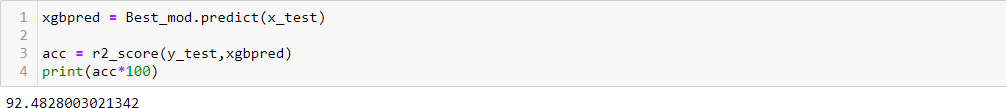 1 xgbpred = Best_mod.predict(x_test)
2
3 acc = r2_score(y_test,xgbpred)
4 print(acc*100)
92.4828003021342